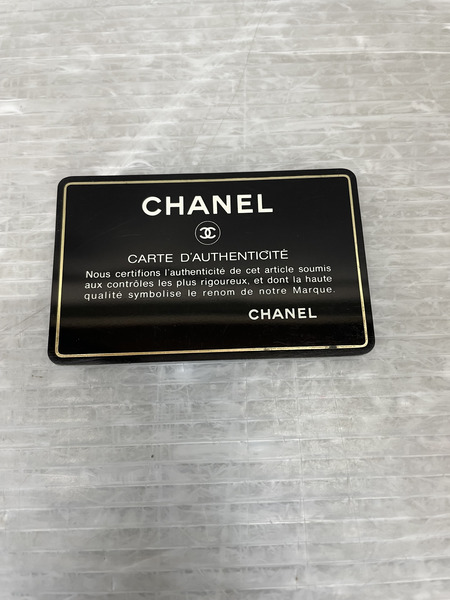 CHANEL
CARTE D'AUTHENTICITÉ
Nous certifions l'authenticité de cet article soumis
aux contrôles les plus rigoureux, et dont la haute
qualité symbolise le renom de notre Marque.
CHANEL